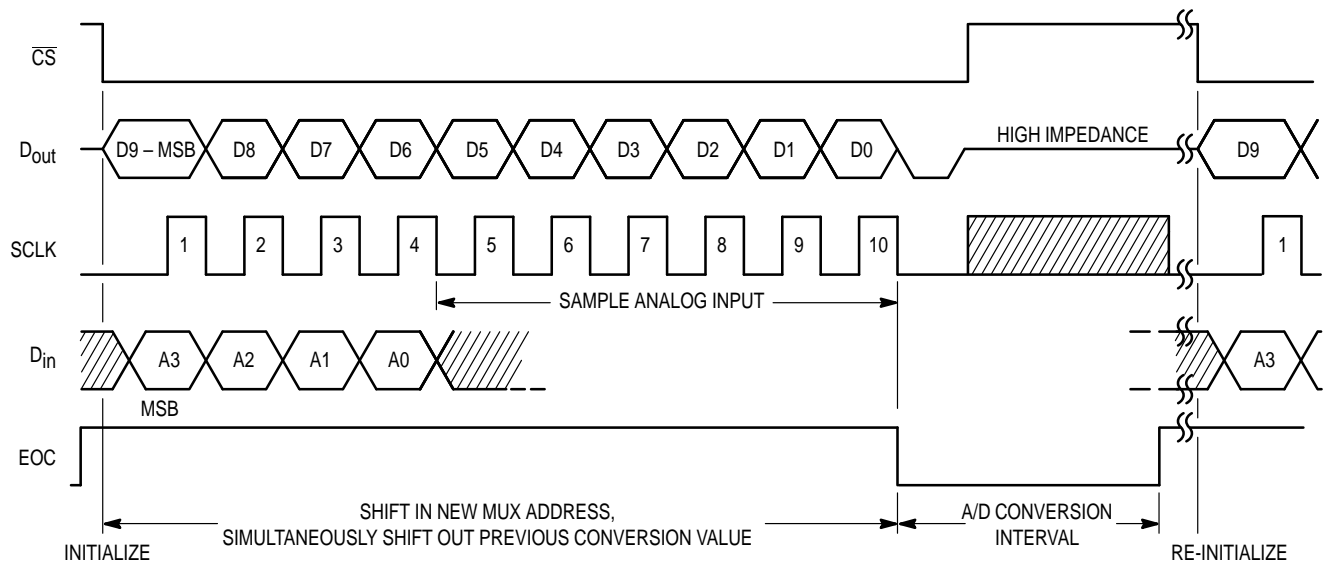 CS
Dout D9 – MSB D8 D7 D6 D5 D4 D3 D2 D1 D0 HIGH IMPEDANCE D9
SCLK 1 2 3 4 5 6 7 8 9 10 1
SAMPLE ANALOG INPUT
Din A3 A2 A1 A0 A3
MSB
EOC
SHIFT IN NEW MUX ADDRESS,
SIMULTANEOUSLY SHIFT OUT PREVIOUS CONVERSION VALUE
A/D CONVERSION
INTERVAL
INITIALIZE
RE-INITIALIZE